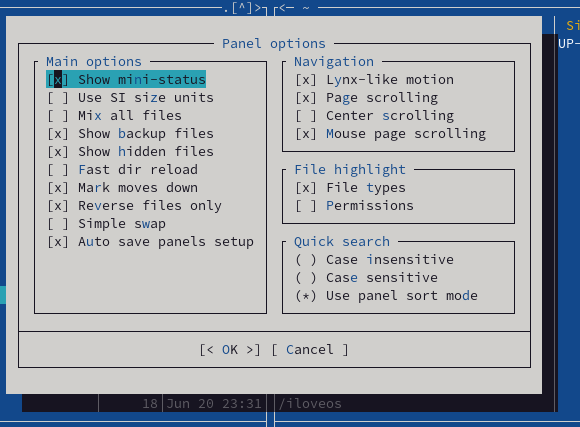 .[^]> <─ ~
Si
UP-
Panel options
Main options
[x] Show mini-status
[ ] Use SI size units
[ ] Mix all files
[x] Show backup files
[x] Show hidden files
[ ] Fast dir reload
[x] Mark moves down
[x] Reverse files only
[ ] Simple swap
[x] Auto save panels setup
Navigation
[x] Lynx-like motion
[x] Page scrolling
[ ] Center scrolling
[x] Mouse page scrolling
File highlight
[x] File types
[ ] Permissions
Quick search
( ) Case insensitive
( ) Case sensitive
(*) Use panel sort mode
[< OK >] [ Cancel ]
18 Jun 20 23:31 /iloveos